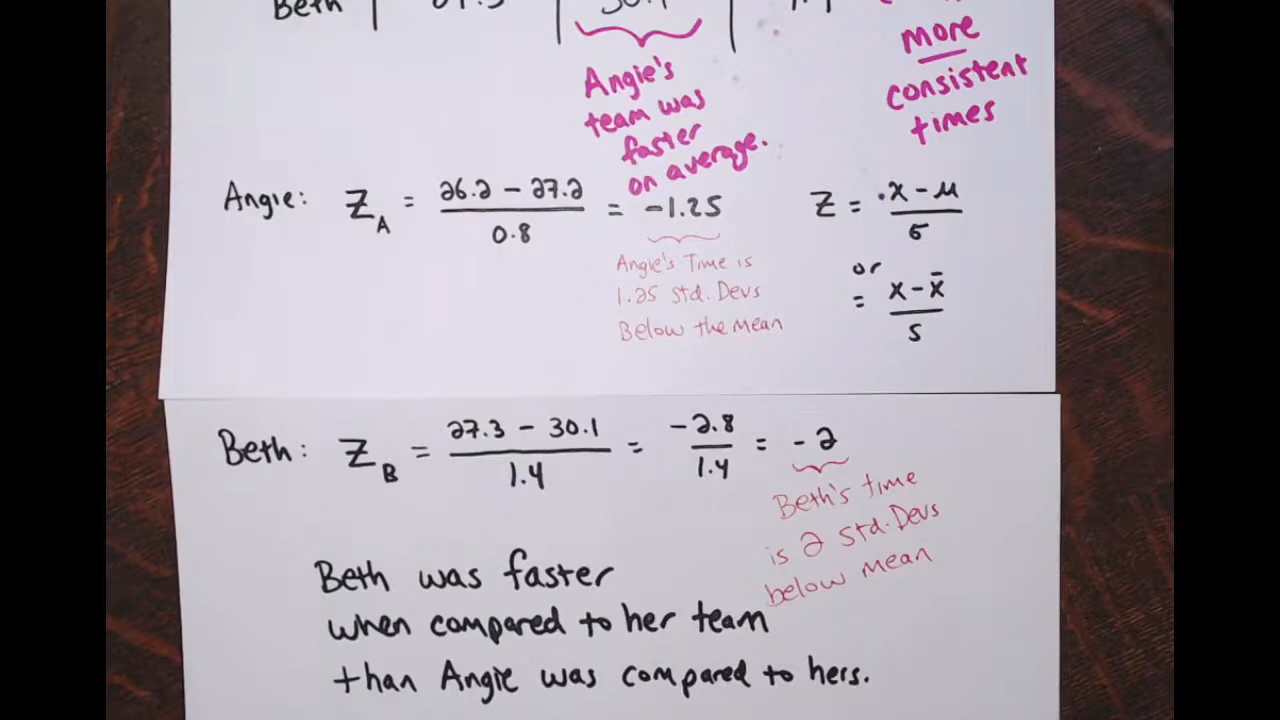 Beth
more
consistent
times
Angie's
team was
faster
on average.
Angie: Z_A = (26.2 − 27.2) / 0.8 = −1.25
Angie's Time is
1.25 std. Devs
Below the Mean
Z = (x − μ) / σ
or
= (x − x̄) / s
Beth: Z_B = (27.3 − 30.1) / 1.4 = −2.8 / 1.4 = −2
Beth's time
is 2 std. Devs
below mean
Beth was faster
when compared to her team
than Angie was compared to hers.